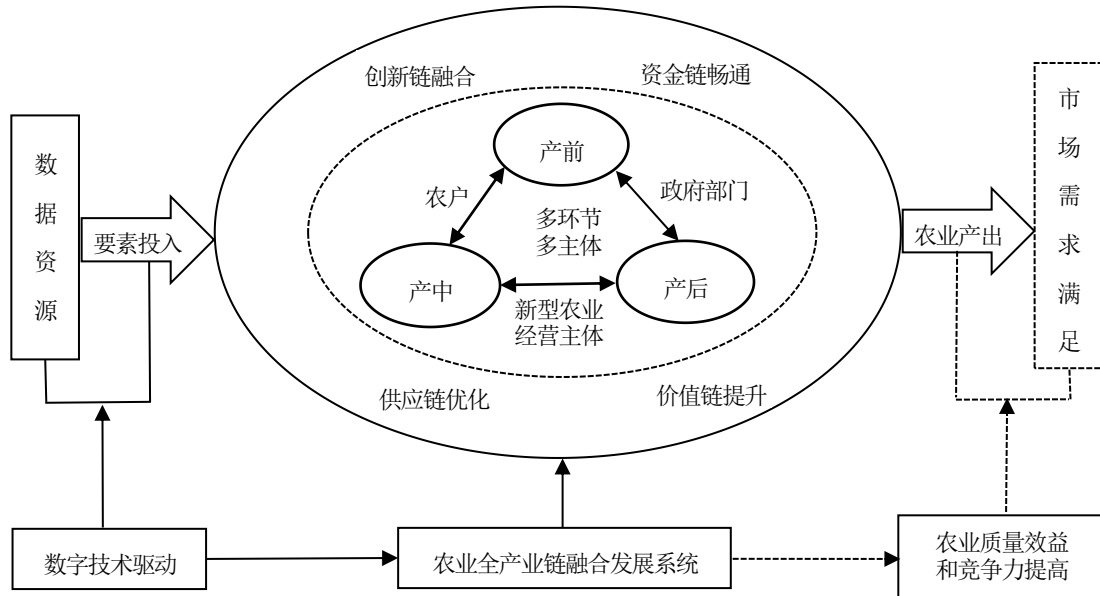 创新链融合
资金链畅通
市场需求满足
数据资源
产前
农户
政府部门
多环节
多主体
要素投入
农业产出
产中
产后
新型农业
经营主体
供应链优化
价值链提升
数字技术驱动
农业全产业链融合发展系统
农业质量效益
和竞争力提高